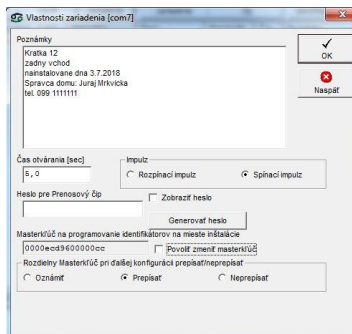 Vlastnosti zariadenia [com7]
Poznámky
Kratka 12
zadny vchod
nainstalovane dna 3.7.2018
Spravca domu: Juraj Mrkvicka
tel. 099 1111111
OK
Naspäť
Čas otvárania [sec]
5,0
Impulz
Rozpínací impulz
Spínací impulz
Heslo pre Prenosový čip
Zobraziť heslo
Generovať heslo
Masterkľúč na programovanie identifikátorov na mieste inštalácie
0000ecd9600000cc
Povoliť zmeniť masterkľúč
Rozdielny Masterkľúč pri ďalšej konfigurácii prepísať/neprepísať
Oznámiť
Prepísať
Neprepísať